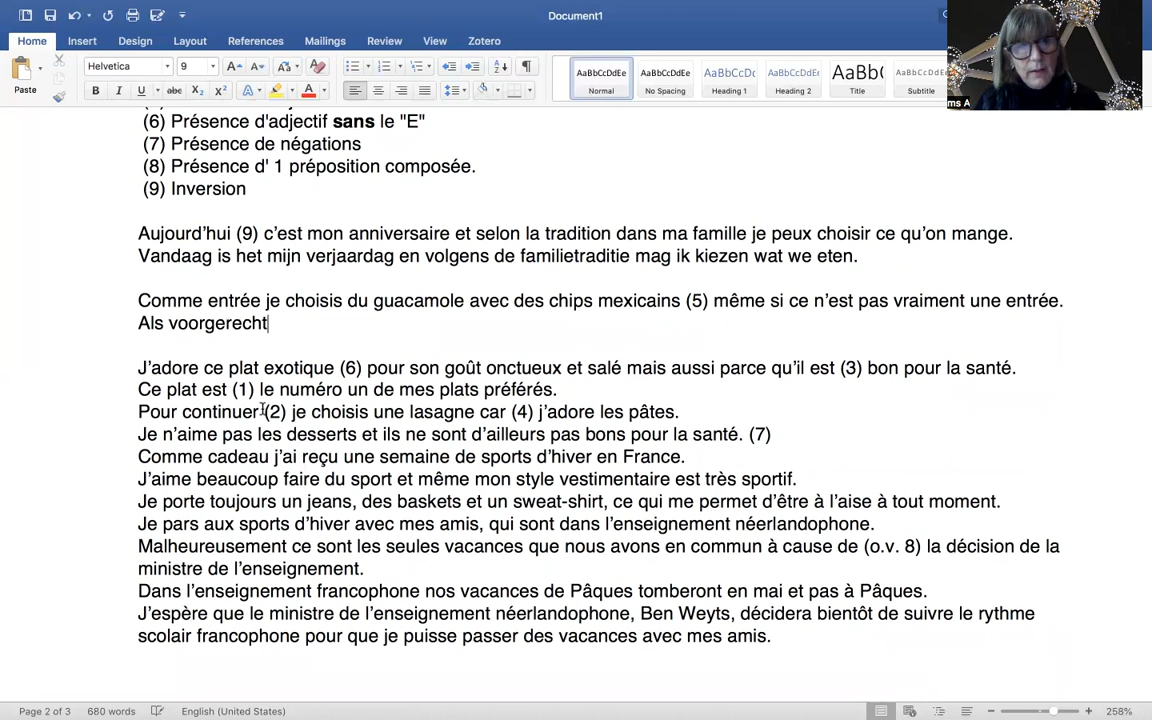 Document1
Home Insert Design Layout References Mailings Review View Zotero
Paste
Helvetica 9
AaBbCcDdEe AaBbCcDdEe AaBbCcDc AaBbCcDdEe AaBb( AaBbCcDdE
Normal No Spacing Heading 1 Heading 2 Title Subtitle
ms A
(6) Présence d'adjectif sans le "E"
(7) Présence de négations
(8) Présence d' 1 préposition composée.
(9) Inversion
Aujourd’hui (9) c’est mon anniversaire et selon la tradition dans ma famille je peux choisir ce qu’on mange.
Vandaag is het mijn verjaardag en volgens de familietraditie mag ik kiezen wat we eten.
Comme entrée je choisis du guacamole avec des chips mexicains (5) même si ce n’est pas vraiment une entrée.
Als voorgerecht
J’adore ce plat exotique (6) pour son goût onctueux et salé mais aussi parce qu’il est (3) bon pour la santé.
Ce plat est (1) le numéro un de mes plats préférés.
Pour continuer (2) je choisis une lasagne car (4) j’adore les pâtes.
Je n’aime pas les desserts et ils ne sont d’ailleurs pas bons pour la santé. (7)
Comme cadeau j’ai reçu une semaine de sports d’hiver en France.
J’aime beaucoup faire du sport et même mon style vestimentaire est très sportif.
Je porte toujours un jeans, des baskets et un sweat-shirt, ce qui me permet d’être à l’aise à tout moment.
Je pars aux sports d’hiver avec mes amis, qui sont dans l’enseignement néerlandophone.
Malheureusement ce sont les seules vacances que nous avons en commun à cause de (o.v. 8) la décision de la
ministre de l’enseignement.
Dans l’enseignement francophone nos vacances de Pâques tomberont en mai et pas à Pâques.
J’espère que le ministre de l’enseignement néerlandophone, Ben Weyts, décidera bientôt de suivre le rythme
scolair francophone pour que je puisse passer des vacances avec mes amis.
Page 2 of 3 680 words English (United States) 258%